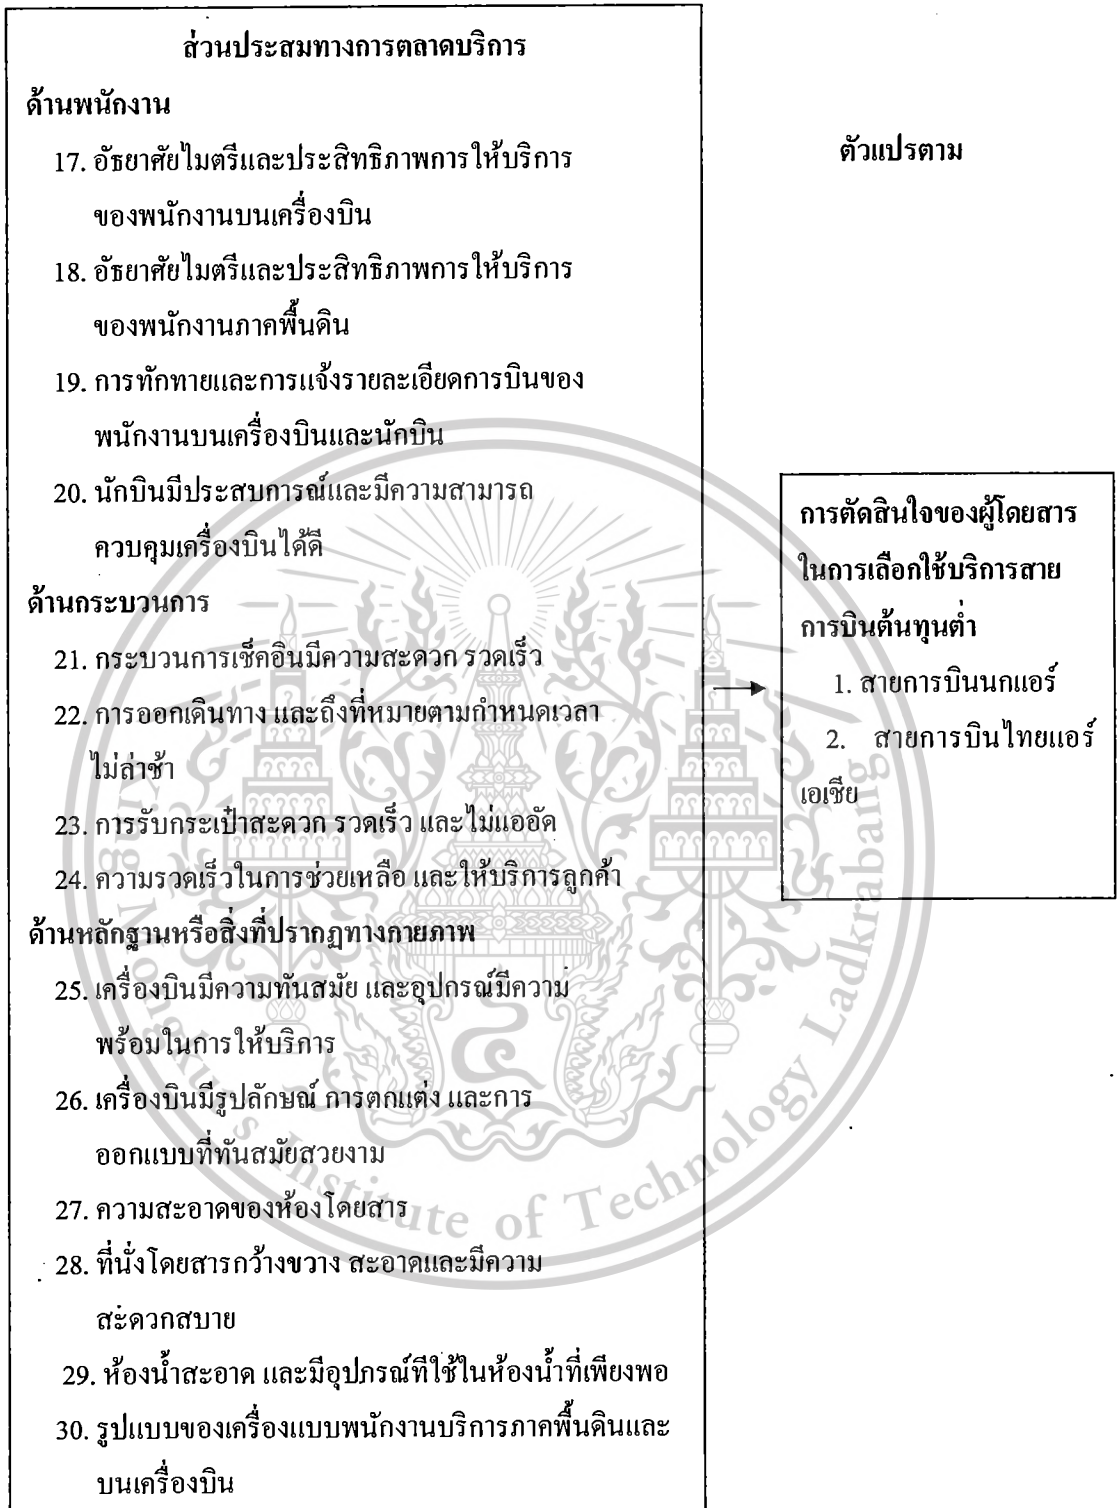 ส่วนประสมทางการตลาดบริการ
ด้านพนักงาน
17. อัธยาศัยไมตรีและประสิทธิภาพการให้บริการ
ของพนักงานบนเครื่องบิน
18. อัธยาศัยไมตรีและประสิทธิภาพการให้บริการ
ของพนักงานภาคพื้นดิน
19. การทักทายและการแจ้งรายละเอียดการบินของ
พนักงานบนเครื่องบินและนักบิน
20. นักบินมีประสบการณ์และมีความสามารถ
ควบคุมเครื่องบินได้ดี
ด้านกระบวนการ
21. กระบวนการเช็คอินมีความสะดวก รวดเร็ว
22. การออกเดินทาง และถึงที่หมายตามกำหนดเวลา
ไม่ล่าช้า
23. การรับกระเป๋าสะดวก รวดเร็ว และไม่แออัด
24. ความรวดเร็วในการช่วยเหลือ และให้บริการลูกค้า
ด้านหลักฐานหรือสิ่งที่ปรากฏทางกายภาพ
25. เครื่องบินมีความทันสมัย และอุปกรณ์มีความ
พร้อมในการให้บริการ
26. เครื่องบินมีรูปลักษณ์ การตกแต่ง และการ
ออกแบบที่ทันสมัยสวยงาม
27. ความสะอาดของห้องโดยสาร
28. ที่นั่งโดยสารกว้างขวาง สะอาดและมีความ
สะดวกสบาย
29. ห้องน้ำสะอาด และมีอุปกรณ์ที่ใช้ในห้องน้ำที่เพียงพอ
30. รูปแบบของเครื่องแบบพนักงานบริการภาคพื้นดินและ
บนเครื่องบิน
ตัวแปรตาม
การตัดสินใจของผู้โดยสาร
ในการเลือกใช้บริการสาย
การบินต้นทุนต่ำ
1. สายการบินนกแอร์
2. สายการบินไทยแอร์
เอเชีย
King Mongkut's Institute of Technology Ladkrabang